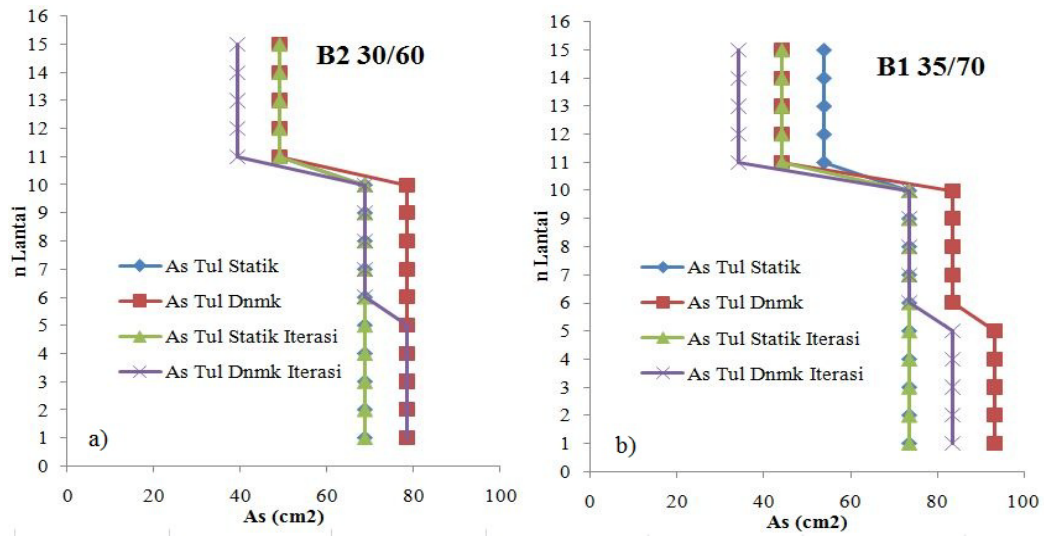 16
15
14
13
12
11
10
9
8
7
6
5
4
3
2
1
0
n Lantai
B2 30/60
As Tul Statik
As Tul Dnmk
As Tul Statik Iterasi
As Tul Dnmk Iterasi
a)
0 20 40 60 80 100
As (cm2)
16
15
14
13
12
11
10
9
8
7
6
5
4
3
2
1
0
n Lantai
B1 35/70
As Tul Statik
As Tul Dnmk
As Tul Statik Iterasi
As Tul Dnmk Iterasi
b)
0 20 40 60 80 100
As (cm2)